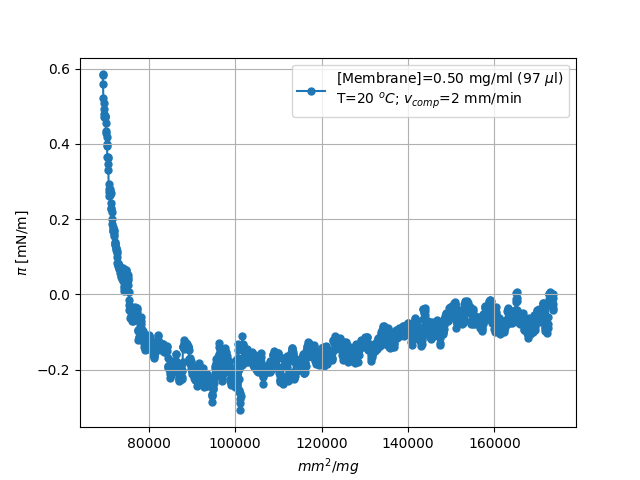 [Membrane]=0.50 mg/ml (97 μl)
T=20 °C; v_comp=2 mm/min
0.6
0.4
0.2
0.0
−0.2
π [mN/m]
80000 100000 120000 140000 160000
mm²/mg